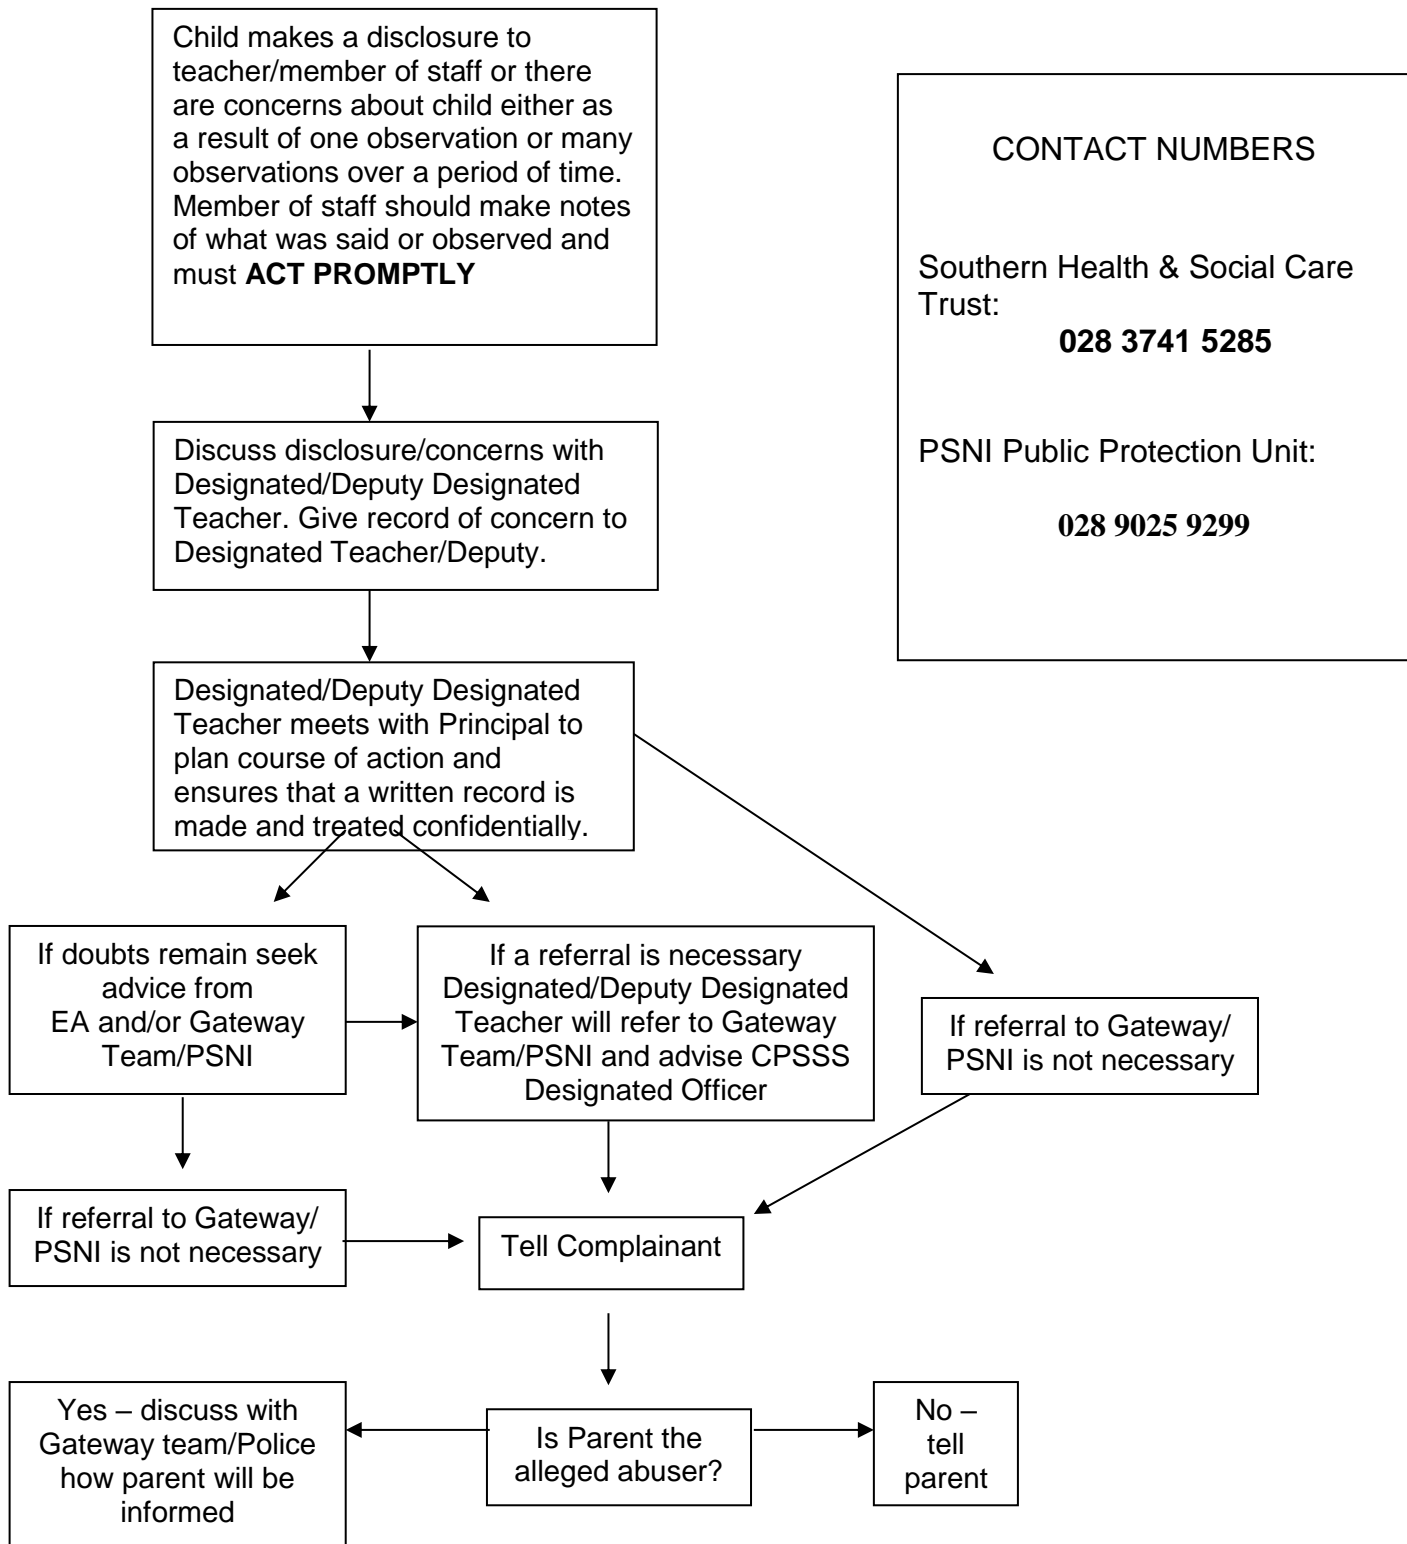 Child makes a disclosure to
teacher/member of staff or there
are concerns about child either as
a result of one observation or many
observations over a period of time.
Member of staff should make notes
of what was said or observed and
must ACT PROMPTLY
CONTACT NUMBERS
Southern Health & Social Care
Trust:
028 3741 5285
PSNI Public Protection Unit:
028 9025 9299
Discuss disclosure/concerns with
Designated/Deputy Designated
Teacher. Give record of concern to
Designated Teacher/Deputy.
Designated/Deputy Designated
Teacher meets with Principal to
plan course of action and
ensures that a written record is
made and treated confidentially.
If doubts remain seek
advice from
EA and/or Gateway
Team/PSNI
If a referral is necessary
Designated/Deputy Designated
Teacher will refer to Gateway
Team/PSNI and advise CPSSS
Designated Officer
If referral to Gateway/
PSNI is not necessary
If referral to Gateway/
PSNI is not necessary
Tell Complainant
Yes – discuss with
Gateway team/Police
how parent will be
informed
Is Parent the
alleged abuser?
No –
tell
parent